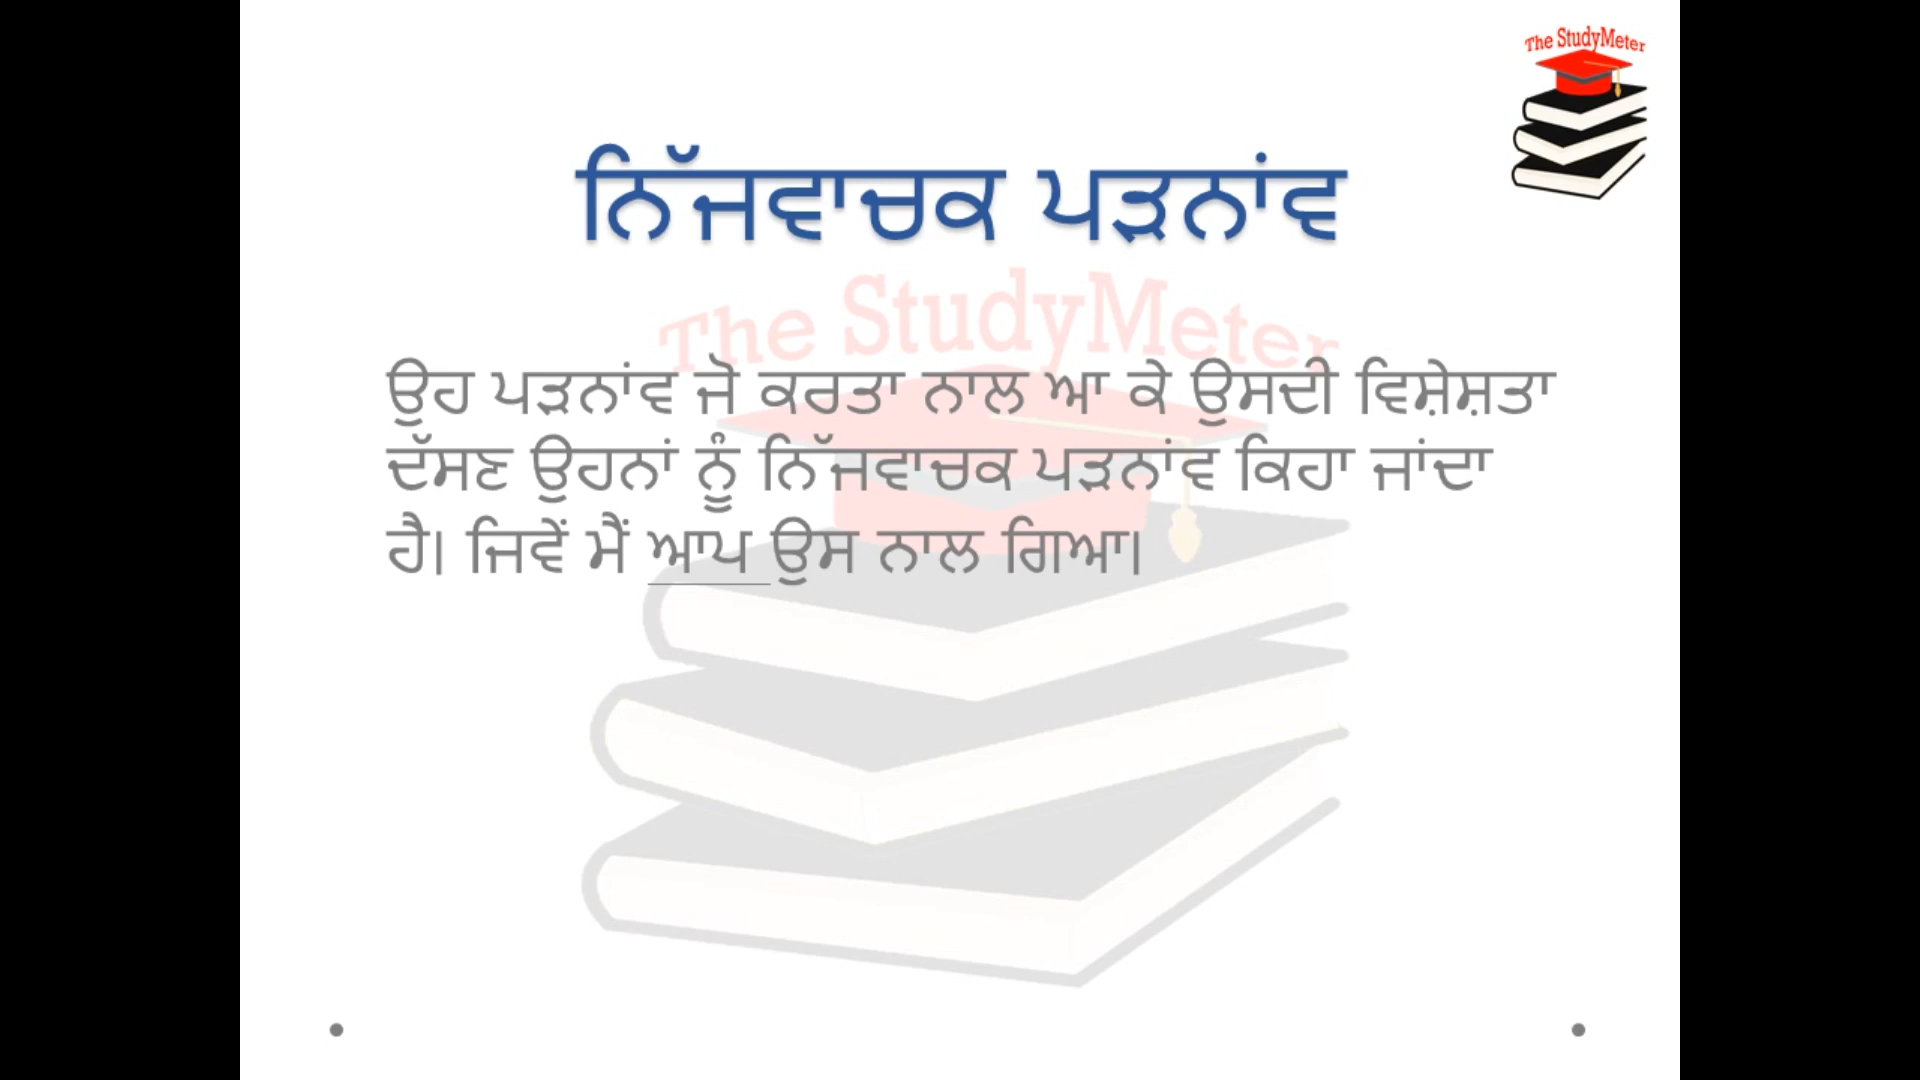 The StudyMeter
ਨਿੱਜਵਾਚਕ ਪੜਨਾਂਵ
The StudyMeter
ਉਹ ਪੜਨਾਂਵ ਜੋ ਕਰਤਾ ਨਾਲ ਆ ਕੇ ਉਸਦੀ ਵਿਸ਼ੇਸ਼ਤਾ
ਦੱਸਣ ਉਹਨਾਂ ਨੂੰ ਨਿੱਜਵਾਚਕ ਪੜਨਾਂਵ ਕਿਹਾ ਜਾਂਦਾ
ਹੈ। ਜਿਵੇਂ ਮੈਂ ਆਪ ਉਸ ਨਾਲ ਗਿਆ।